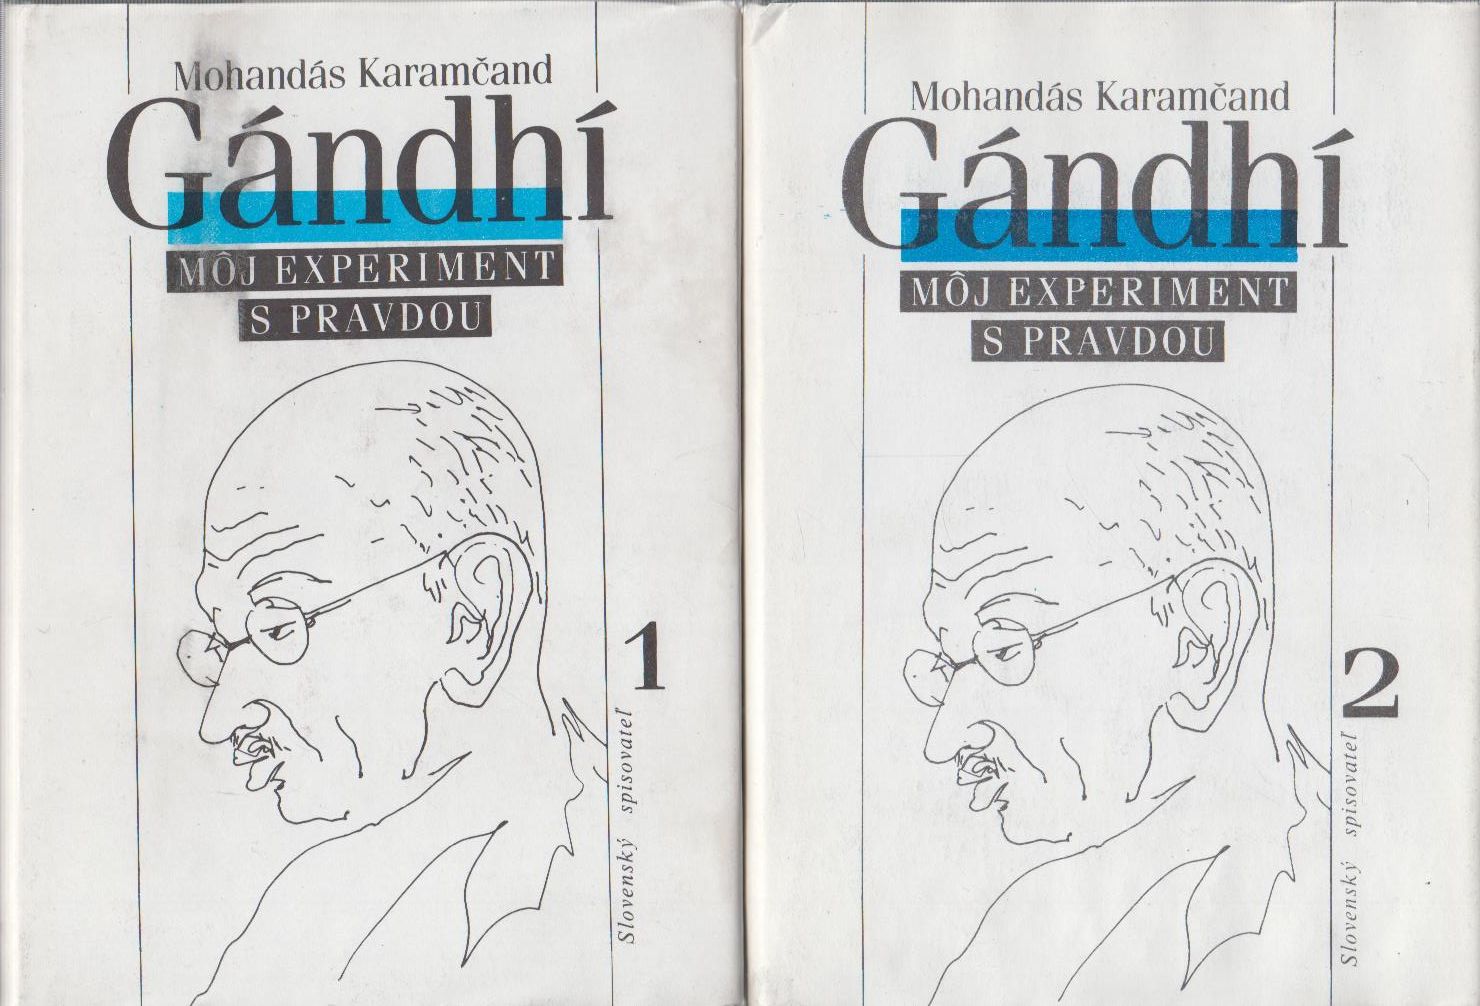 Mohandás Karamčand
Gándhí
MÔJ EXPERIMENT
S PRAVDOU
1
Slovenský spisovateľ
Mohandás Karamčand
Gándhí
MÔJ EXPERIMENT
S PRAVDOU
2
Slovenský spisovateľ